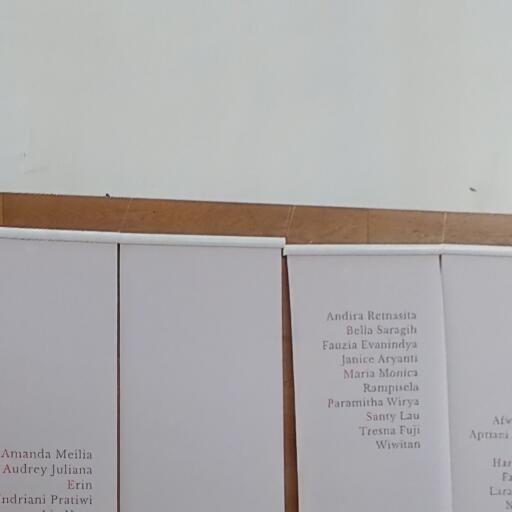 Andira Retnasita
Bella Saragih
Fauzia Evanindya
Janice Aryanti
Maria Monica
Rampisela
Paramitha Wirya
Santy Lau
Tresna Fuji
Wiwitan
Amanda Meilia
Audrey Juliana
Erin
Indriani Pratiwi